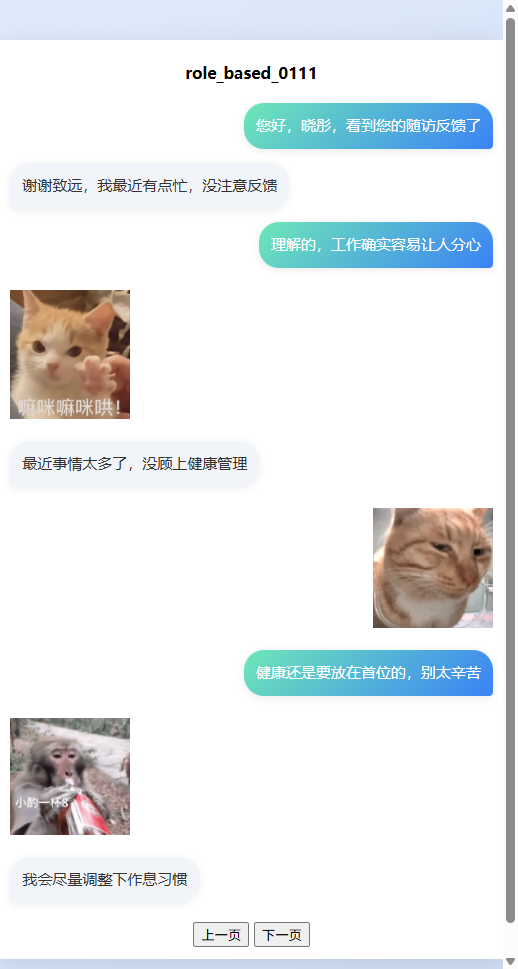 role_based_0111
您好，晓彤，看到您的随访反馈了
谢谢致远，我最近有点忙，没注意反馈
理解的，工作确实容易让人分心
嘛咪嘛咪哄！
最近事情太多了，没顾上健康管理
健康还是要放在首位的，别太辛苦
小酌一杯8
我会尽量调整下作息习惯
上一页 下一页